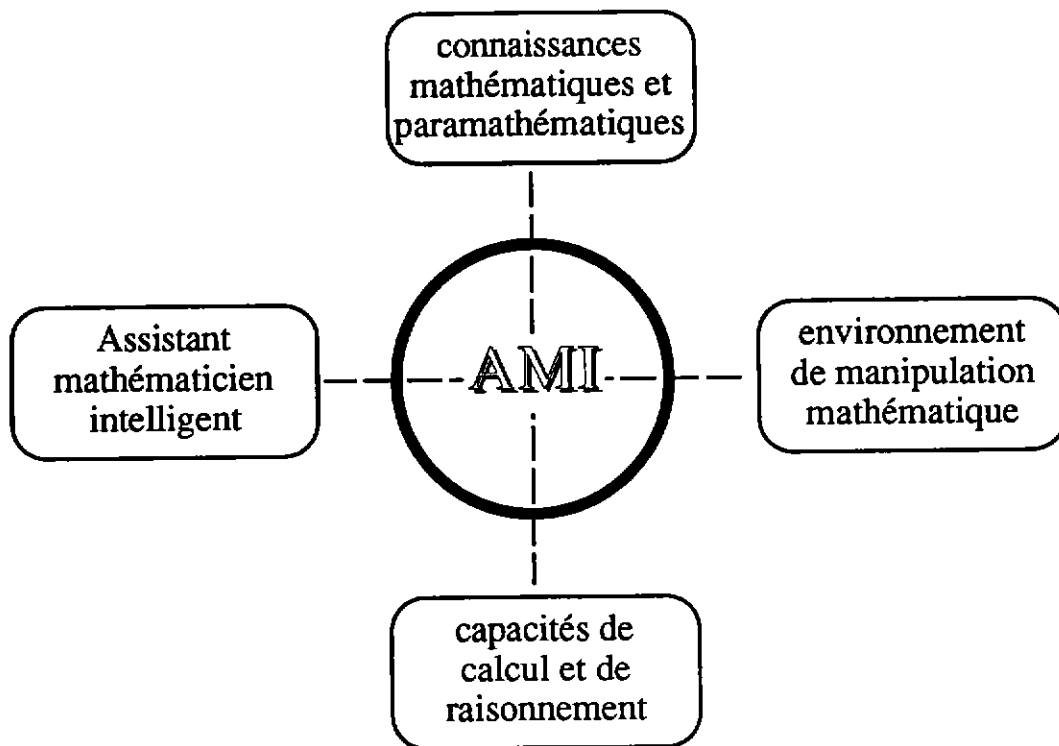 connaissances
mathématiques et
paramathématiques
Assistant
mathématicien
intelligent
AMI
environnement
de manipulation
mathématique
capacités de
calcul et de
raisonnement